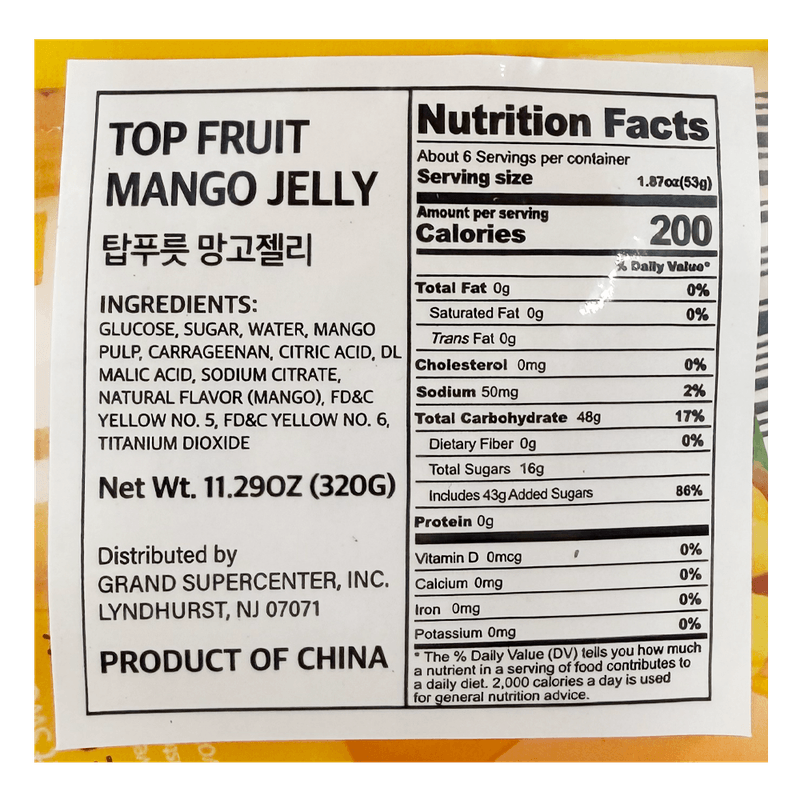 TOP FRUIT
MANGO JELLY
탑푸룻 망고젤리
INGREDIENTS:
GLUCOSE, SUGAR, WATER, MANGO
PULP, CARRAGEENAN, CITRIC ACID, DL
MALIC ACID, SODIUM CITRATE,
NATURAL FLAVOR (MANGO), FD&C
YELLOW NO. 5, FD&C YELLOW NO. 6,
TITANIUM DIOXIDE
Net Wt. 11.29OZ (320G)
Distributed by
GRAND SUPERCENTER, INC.
LYNDHURST, NJ 07071
PRODUCT OF CHINA
Nutrition Facts
About 6 Servings per container
Serving size 1.87oz(53g)
Amount per serving
Calories 200
% Daily Value*
Total Fat 0g 0%
Saturated Fat 0g 0%
Trans Fat 0g
Cholesterol 0mg 0%
Sodium 50mg 2%
Total Carbohydrate 48g 17%
Dietary Fiber 0g 0%
Total Sugars 16g
Includes 43g Added Sugars 86%
Protein 0g
Vitamin D 0mcg 0%
Calcium 0mg 0%
Iron 0mg 0%
Potassium 0mg 0%
* The % Daily Value (DV) tells you how much
a nutrient in a serving of food contributes to
a daily diet. 2,000 calories a day is used
for general nutrition advice.